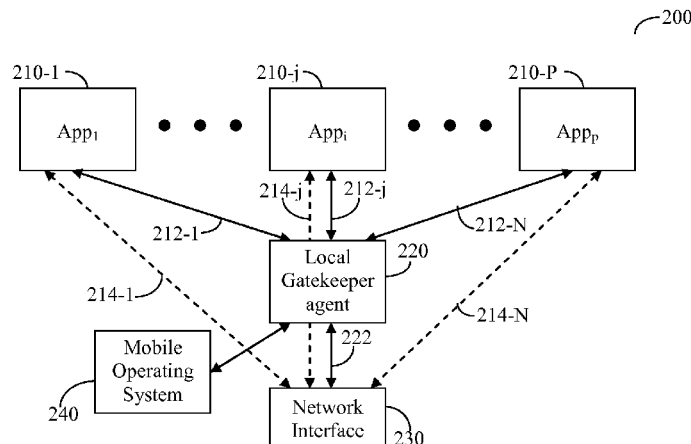 200
210-1
210-j
210-P
App1
Appi
Appp
214-j
212-j
212-1
212-N
Local
Gatekeeper
agent
220
214-1
214-N
222
Mobile
Operating
System
240
Network
Interface
230